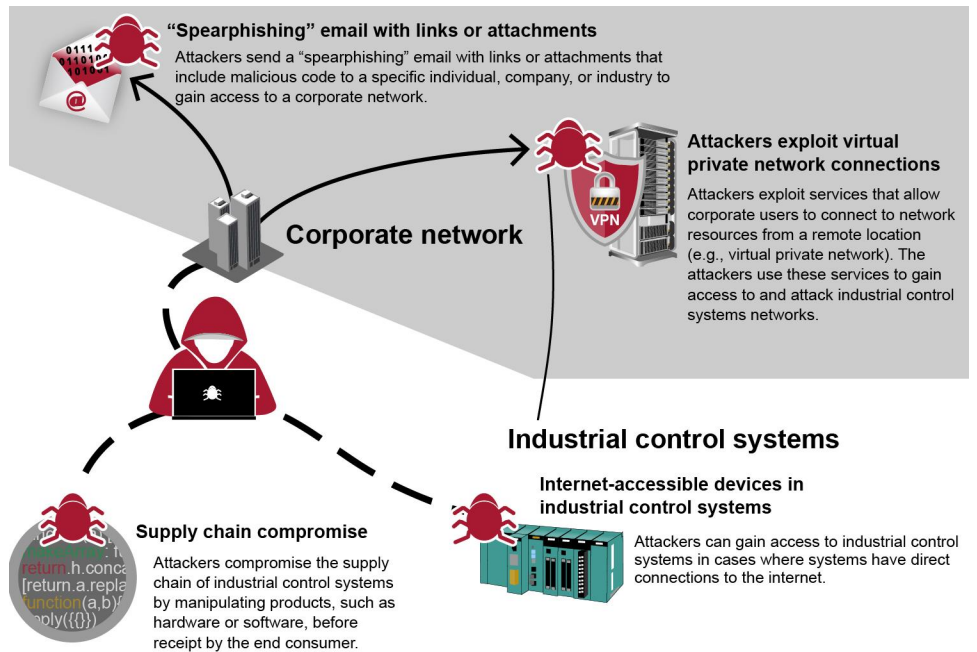 “Spearphishing” email with links or attachments
Attackers send a “spearphishing” email with links or attachments that
include malicious code to a specific individual, company, or industry to
gain access to a corporate network.
0111
0110101
101001
@
Attackers exploit virtual
private network connections
Attackers exploit services that allow
corporate users to connect to network
resources from a remote location
(e.g., virtual private network). The
attackers use these services to gain
access to and attack industrial control
systems networks.
VPN
Corporate network
Industrial control systems
Internet-accessible devices in
industrial control systems
Attackers can gain access to industrial control
systems in cases where systems have direct
connections to the internet.
Supply chain compromise
Attackers compromise the supply
chain of industrial control systems
by manipulating products, such as
hardware or software, before
receipt by the end consumer.
return.h.conca
[return.a.repla
function(a,b){
ply({{}})